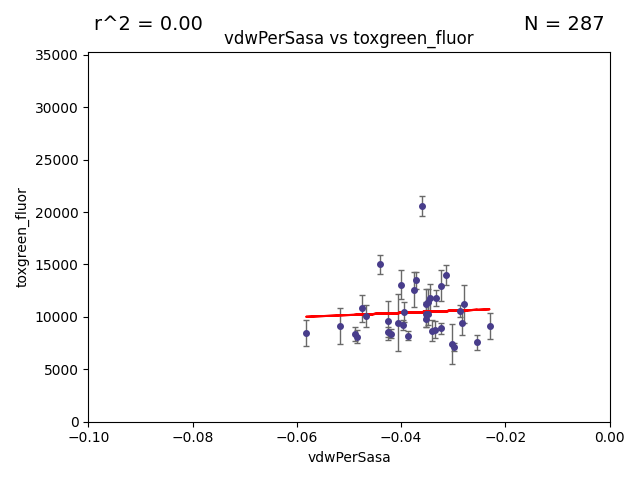 r^2 = 0.00
N = 287
vdwPerSasa vs toxgreen_fluor
35000
30000
25000
20000
15000
10000
5000
0
toxgreen_fluor
−0.10
−0.08
−0.06
−0.04
−0.02
0.00
vdwPerSasa